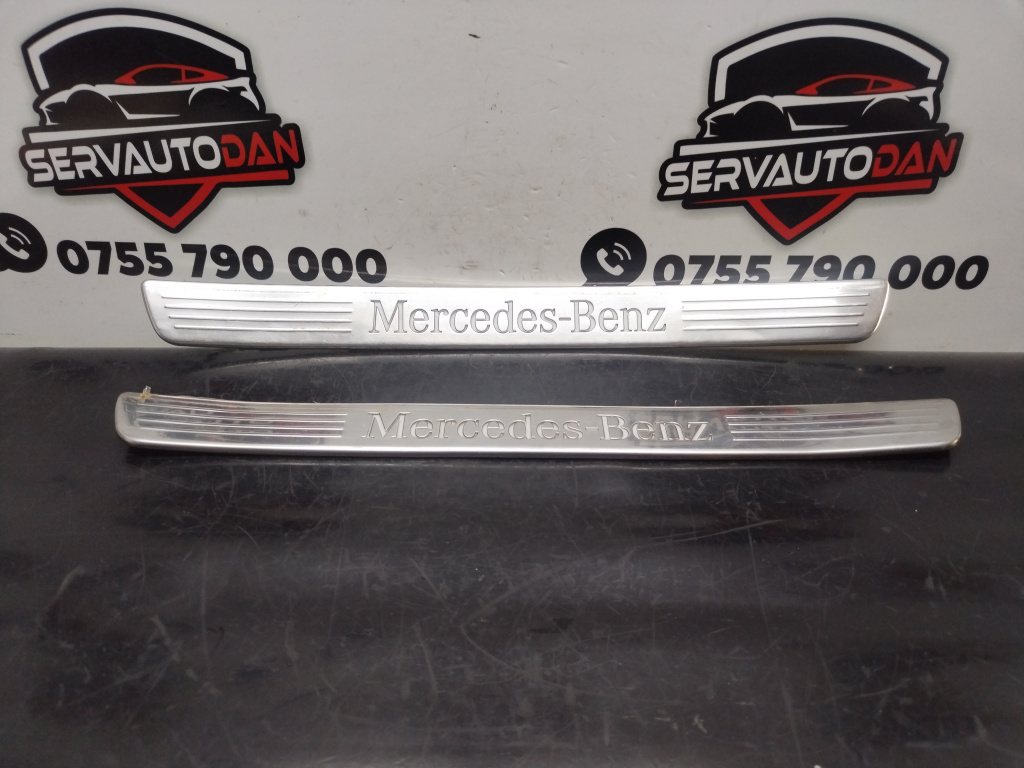 SERVAUTODAN
0755 790 000
SERVAUTODAN
0755 790 000
Mercedes-Benz
Mercedes-Benz